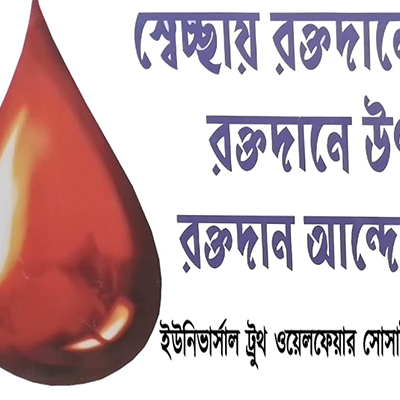 স্বেচ্ছায় রক্তদানে
রক্তদানে
রক্তদান
ইউনিভার্সাল ট্রুথ ওয়েলফেয়ার